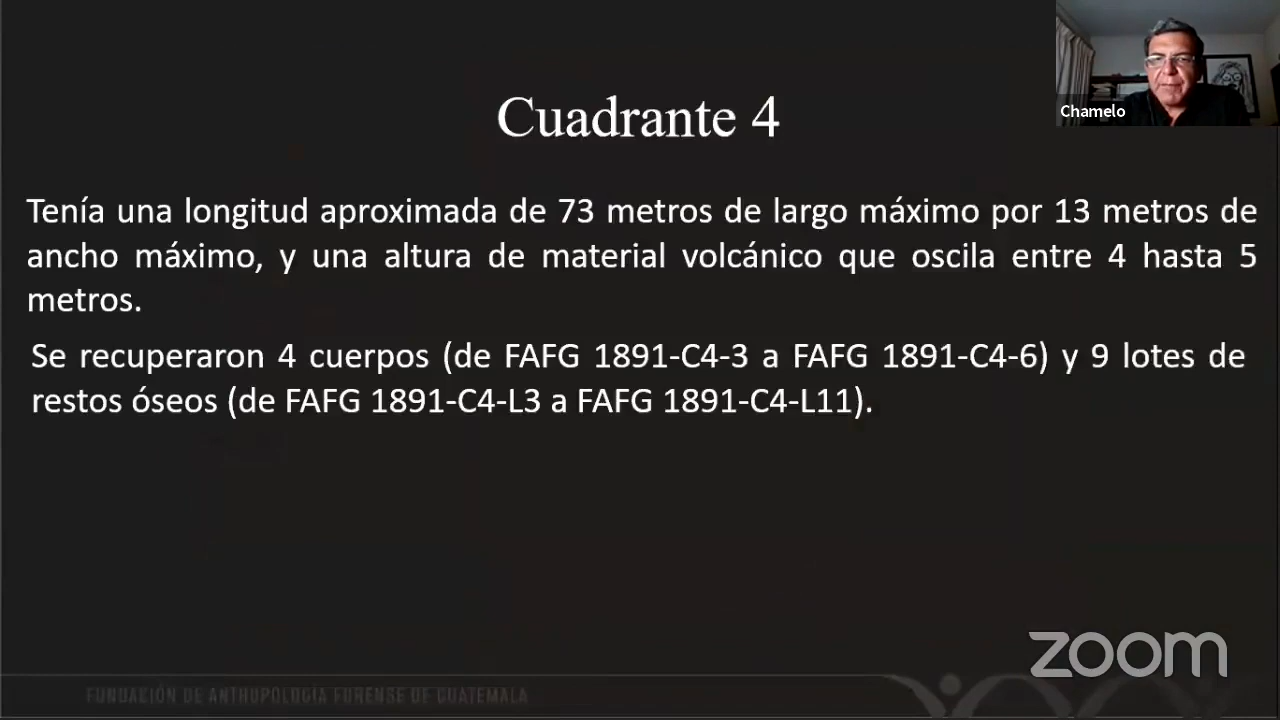 Chamelo
Cuadrante 4
Tenía una longitud aproximada de 73 metros de largo máximo por 13 metros de
ancho máximo, y una altura de material volcánico que oscila entre 4 hasta 5
metros.
Se recuperaron 4 cuerpos (de FAFG 1891-C4-3 a FAFG 1891-C4-6) y 9 lotes de
restos óseos (de FAFG 1891-C4-L3 a FAFG 1891-C4-L11).
zoom
FUNDACIÓN DE ANTHUPOLOGÍA FORENSE DE GUATEMALA